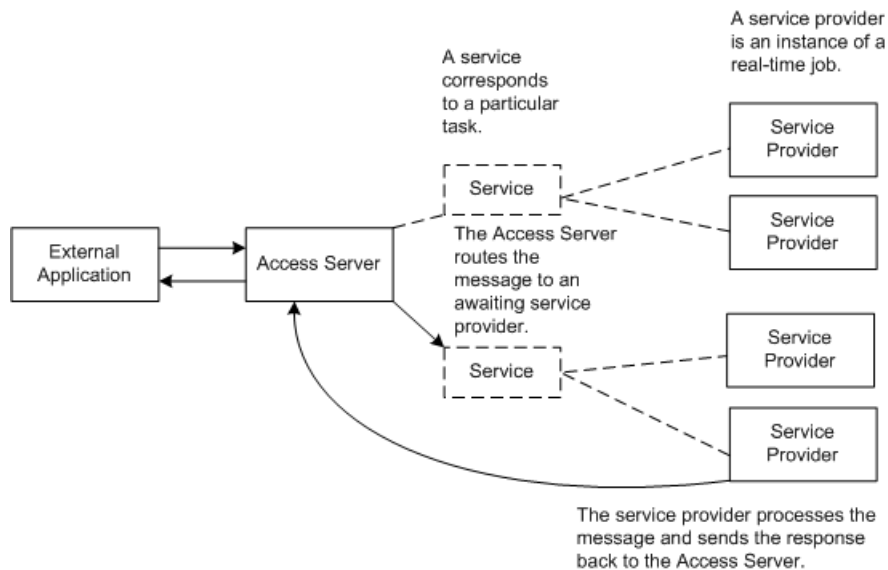 A service provider
is an instance of a
real-time job.
A service
corresponds
to a particular
task.
Service
Provider
Service
Service
Provider
The Access Server
routes the
message to an
awaiting service
provider.
External
Application
Access Server
Service
Provider
Service
Service
Provider
The service provider processes the
message and sends the response
back to the Access Server.